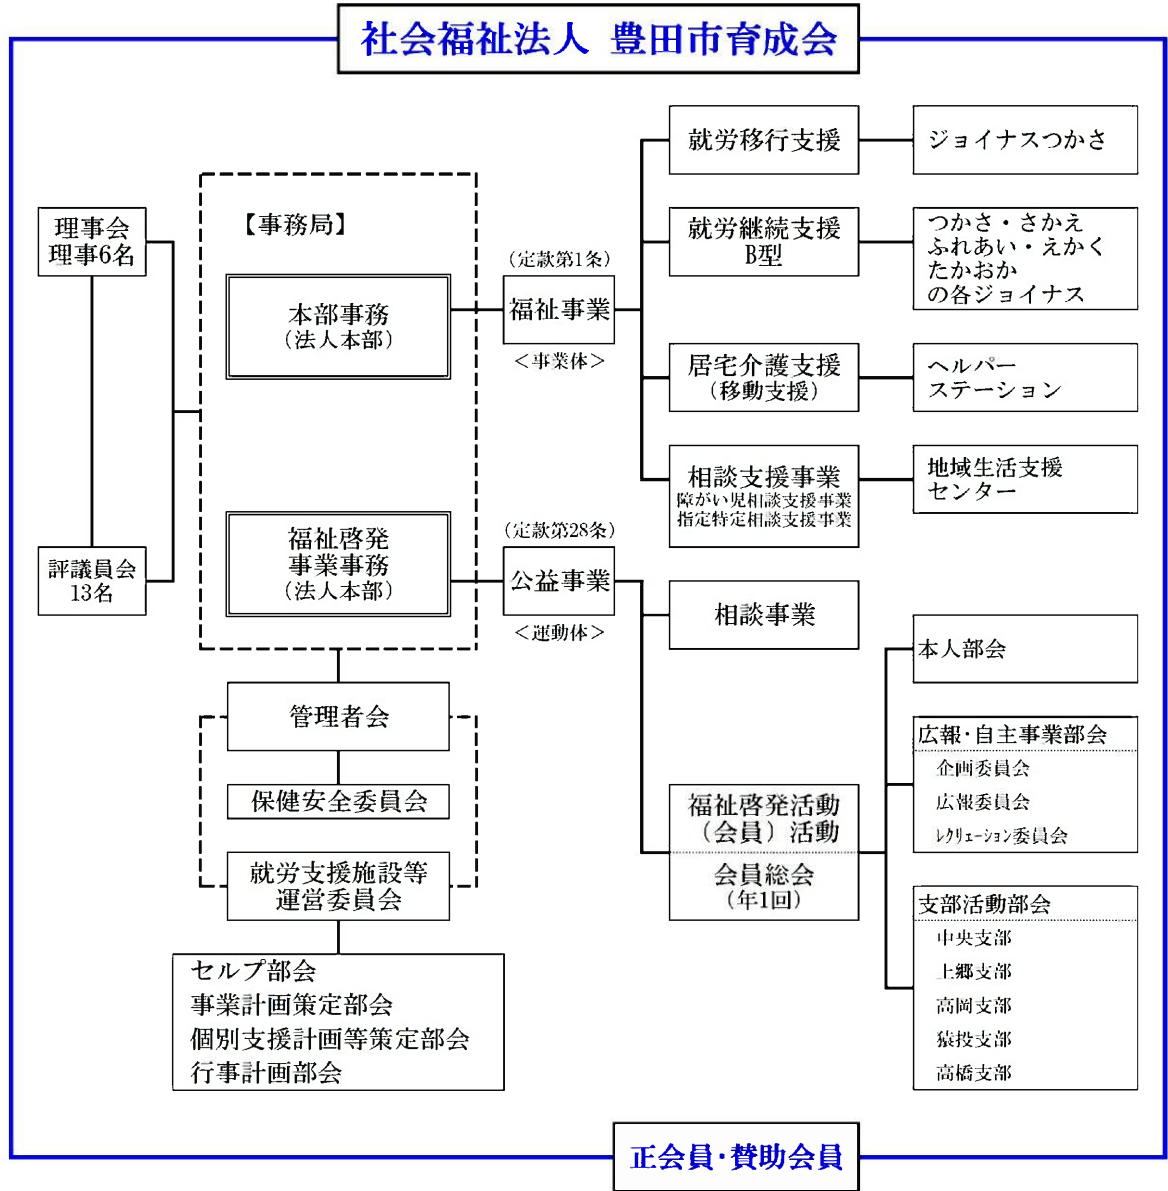 社会福祉法人 豊田市育成会
理事会
理事6名
評議員会
13名
【事務局】
本部事務
（法人本部）
福祉啓発
事業事務
（法人本部）
管理者会
保健安全委員会
就労支援施設等
運営委員会
セルプ部会
事業計画策定部会
個別支援計画等策定部会
行事計画部会
（定款第1条）
福祉事業
＜事業体＞
（定款第28条）
公益事業
＜運動体＞
就労移行支援
ジョイナスつかさ
就労継続支援
B型
つかさ・さかえ
ふれあい・えかく
たかおか
の各ジョイナス
居宅介護支援
（移動支援）
ヘルパー
ステーション
相談支援事業
障がい児相談支援事業
指定特定相談支援事業
地域生活支援
センター
相談事業
福祉啓発活動
（会員）活動
会員総会
（年1回）
本人部会
広報・自主事業部会
企画委員会
広報委員会
レクリェーション委員会
支部活動部会
中央支部
上郷支部
高岡支部
猿投支部
高橋支部
正会員・賛助会員